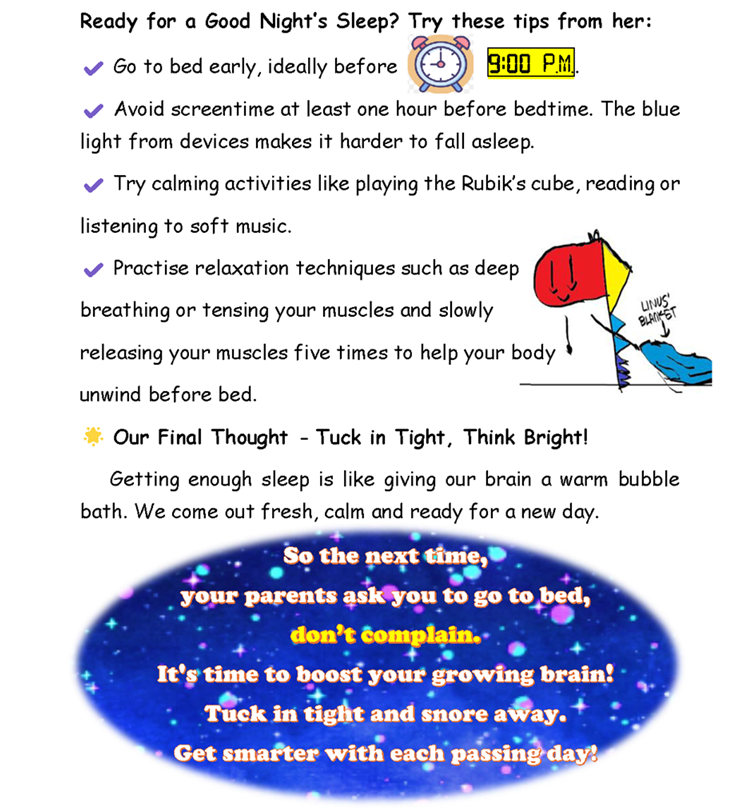 Ready for a Good Night's Sleep? Try these tips from her:
Go to bed early, ideally before 9:00 P.M.
Avoid screentime at least one hour before bedtime. The blue
light from devices makes it harder to fall asleep.
Try calming activities like playing the Rubik's cube, reading or
listening to soft music.
Practise relaxation techniques such as deep
breathing or tensing your muscles and slowly
LINUS'
BLANKET
releasing your muscles five times to help your body
unwind before bed.
Our Final Thought - Tuck in Tight, Think Bright!
Getting enough sleep is like giving our brain a warm bubble
bath. We come out fresh, calm and ready for a new day.
So the next time,
your parents ask you to go to bed,
don't complain.
It's time to boost your growing brain!
Tuck in tight and snore away.
Get smarter with each passing day!